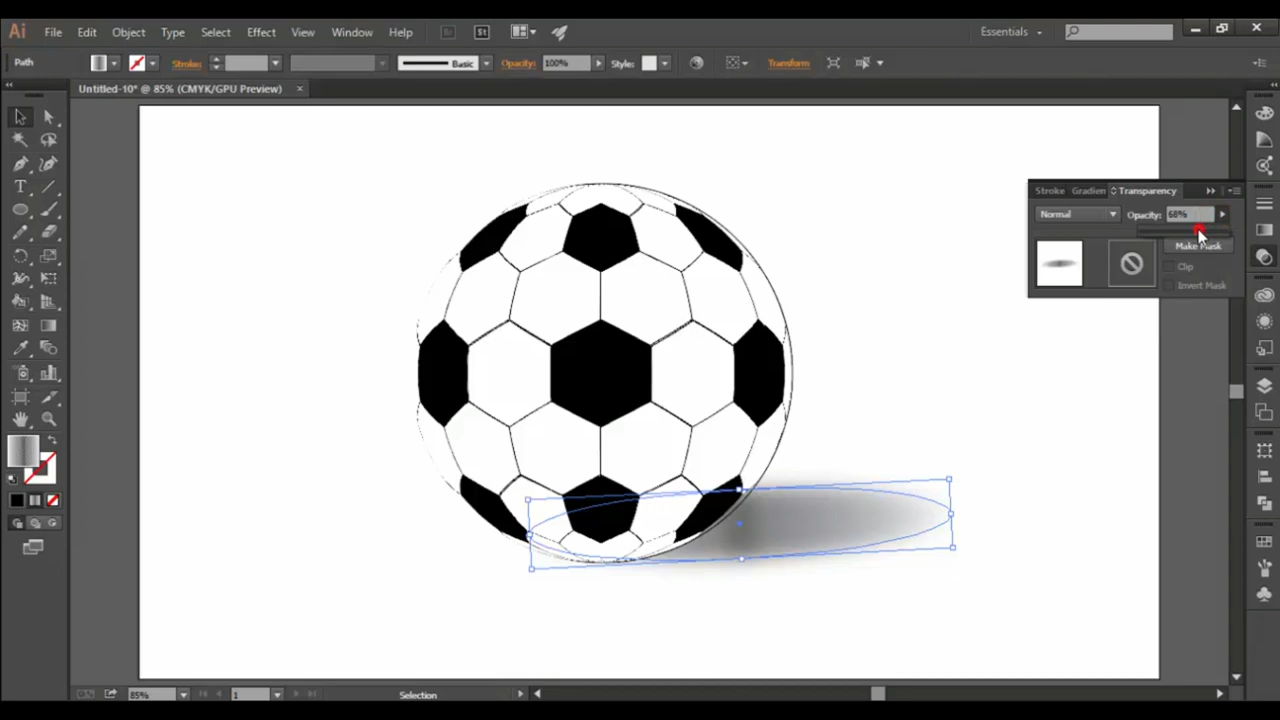 Ai File Edit Object Type Select Effect View Window Help Br St Essentials
Path Stroke: Basic Opacity: 100% Style: Transform
Untitled-10* @ 85% (CMYK/GPU Preview) ×
Stroke Gradien Transparency
Normal Opacity: 68%
Make Mask
Clip
Invert Mask
85% 1 Selection